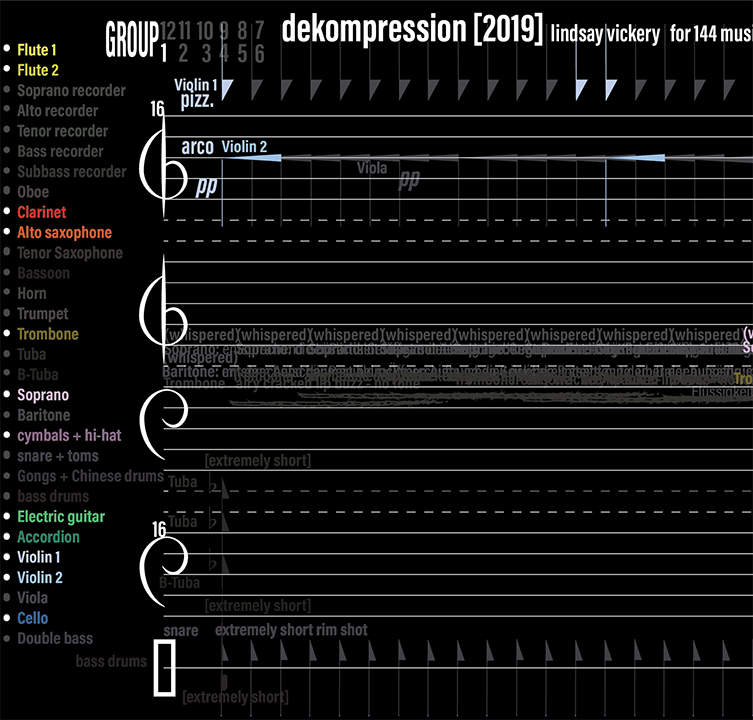 GROUP 12 11 10 9 8 7
1 2 3 4 5 6
dekompression [2019] lindsay vickery for 144 musi
Flute 1
Flute 2
Soprano recorder
Alto recorder
Tenor recorder
Bass recorder
Subbass recorder
Oboe
Clarinet
Alto saxophone
Tenor Saxophone
Bassoon
Horn
Trumpet
Trombone
Tuba
B-Tuba
Soprano
Baritone
cymbals + hi-hat
snare + toms
Gongs + Chinese drums
bass drums
Electric guitar
Accordion
Violin 1
Violin 2
Viola
Cello
Double bass
Violin 1
pizz.
16
arco Violin 2
Viola
pp pp
(whispered) (whispered) (whispered) (whispered) (whispered) (whispered) (whispered) (whispered) (w
Soprano:
(whispered)
Baritone:
Trombone
Tro
Flüssigkei
[extremely short]
Tuba
Tuba
16
B-Tuba
[extremely short]
snare extremely short rim shot
bass drums
[extremely short]